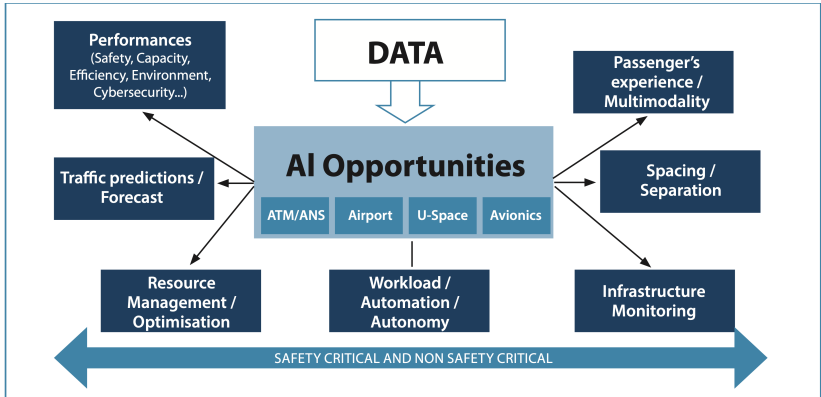 Performances
(Safety, Capacity,
Efficiency, Environment,
Cybersecurity...)
DATA
Passenger's
experience /
Multimodality
AI Opportunities
ATM/ANS
Airport
U-Space
Avionics
Traffic predictions /
Forecast
Spacing /
Separation
Resource
Management /
Optimisation
Workload /
Automation /
Autonomy
Infrastructure
Monitoring
SAFETY CRITICAL AND NON SAFETY CRITICAL